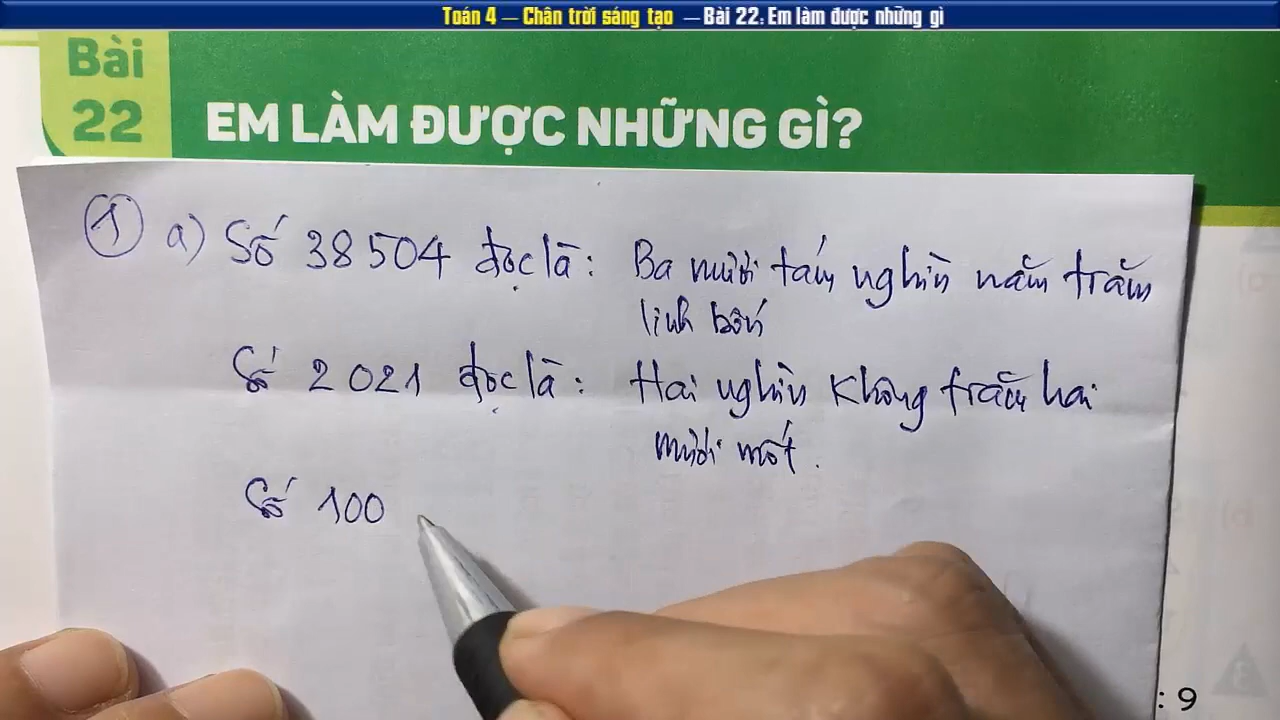 Toán 4 – Chân trời sáng tạo – Bài 22: Em làm được những gì
Bài
22
EM LÀM ĐƯỢC NHỮNG GÌ?
1 a) Số 38 504 đọc là: Ba mươi tám nghìn năm trăm
linh bốn
Số 2 021 đọc là: Hai nghìn không trăm hai
mươi mốt.
Số 100
: 9